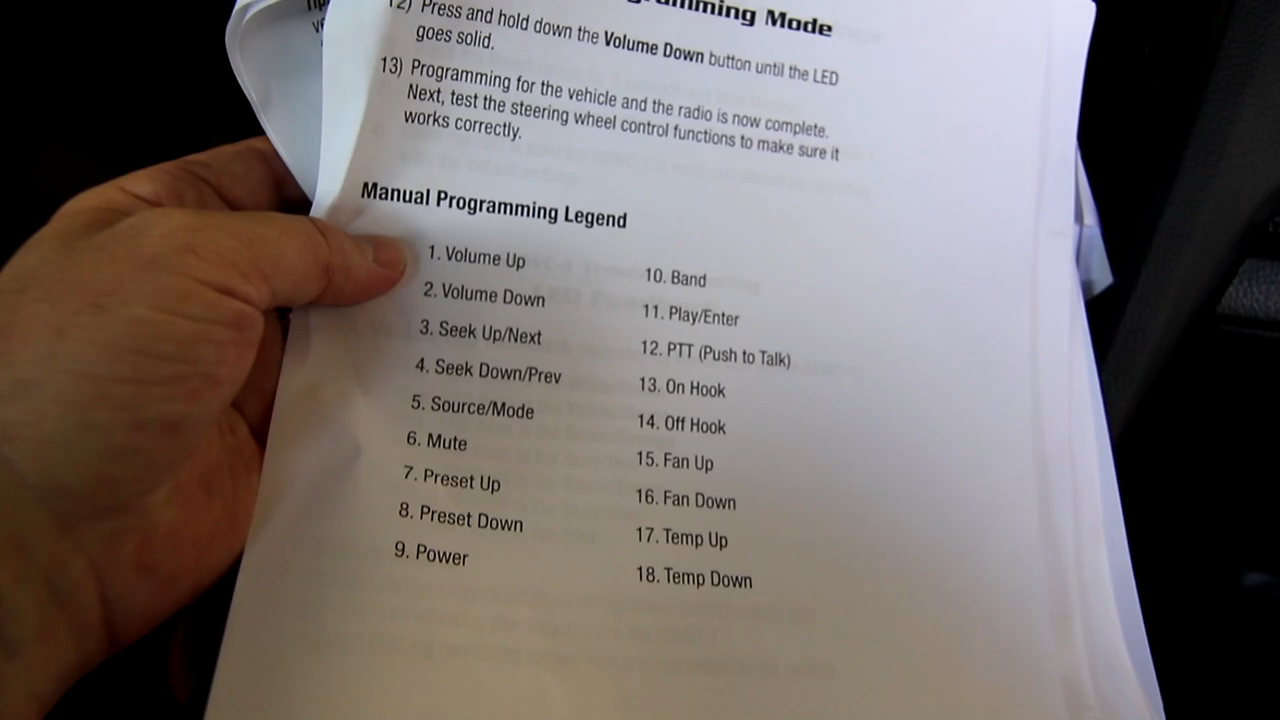 Mode
12) Press and hold down the Volume Down button until the LED
goes solid.
13) Programming for the vehicle and the radio is now complete.
Next, test the steering wheel control functions to make sure it
works correctly.
Manual Programming Legend
1. Volume Up
2. Volume Down
3. Seek Up/Next
4. Seek Down/Prev
5. Source/Mode
6. Mute
7. Preset Up
8. Preset Down
9. Power
10. Band
11. Play/Enter
12. PTT (Push to Talk)
13. On Hook
14. Off Hook
15. Fan Up
16. Fan Down
17. Temp Up
18. Temp Down